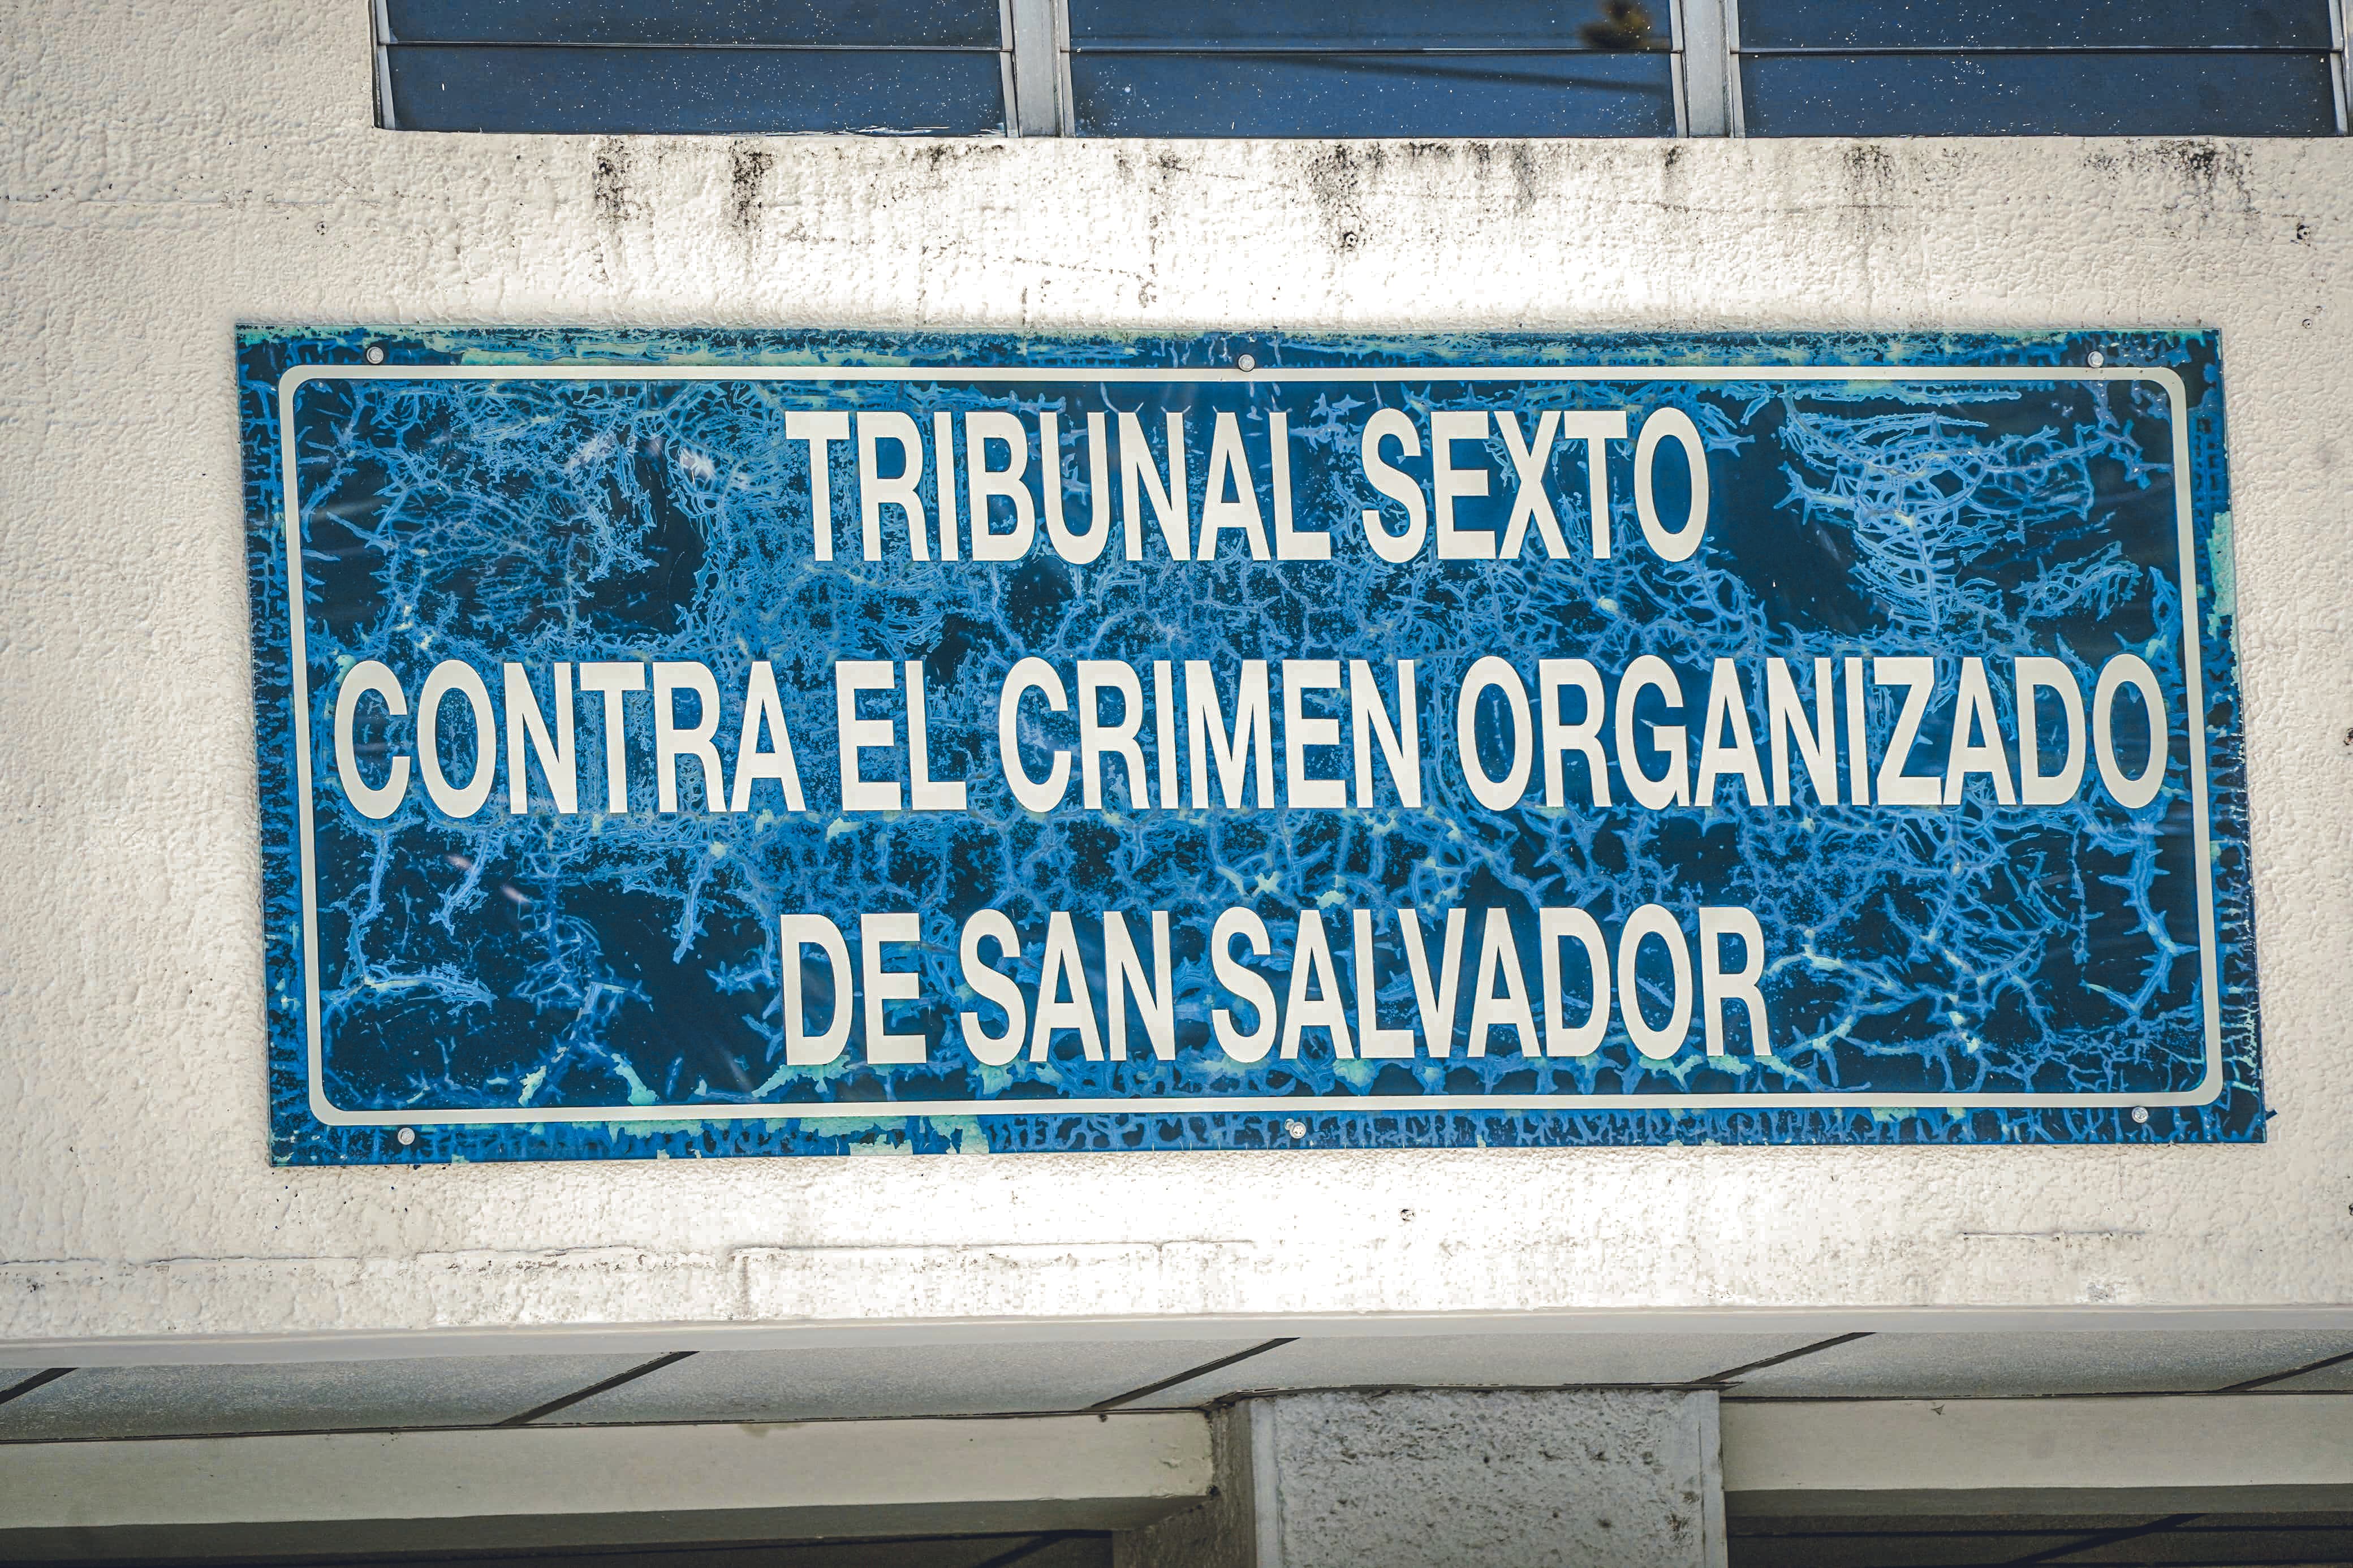 TRIBUNAL SEXTO
CONTRA EL CRIMEN ORGANIZADO
DE SAN SALVADOR